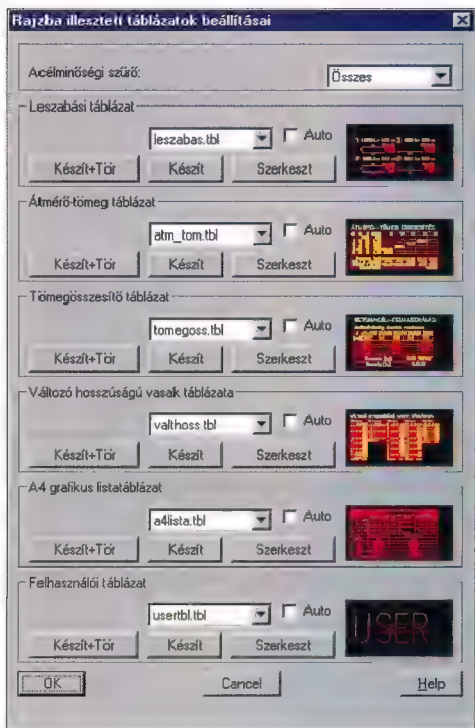 Rajzba illesztett táblázatok beállításai
Acélminőségi szűrő: Összes
Leszabási táblázat
leszabas.tbl Auto
Készít+Tör Készít Szerkeszt
Átmérő-tömeg táblázat
atm_tom.tbl Auto
Készít+Tör Készít Szerkeszt
Tömegösszesítő táblázat
tomegoss.tbl Auto
Készít+Tör Készít Szerkeszt
Változó hosszúságú vasak táblázata
valthoss.tbl Auto
Készít+Tör Készít Szerkeszt
A4 grafikus listatáblázat
a4lista.tbl Auto
Készít+Tör Készít Szerkeszt
Felhasználói táblázat
usertbl.tbl Auto
USER
Készít+Tör Készít Szerkeszt
OK Cancel Help